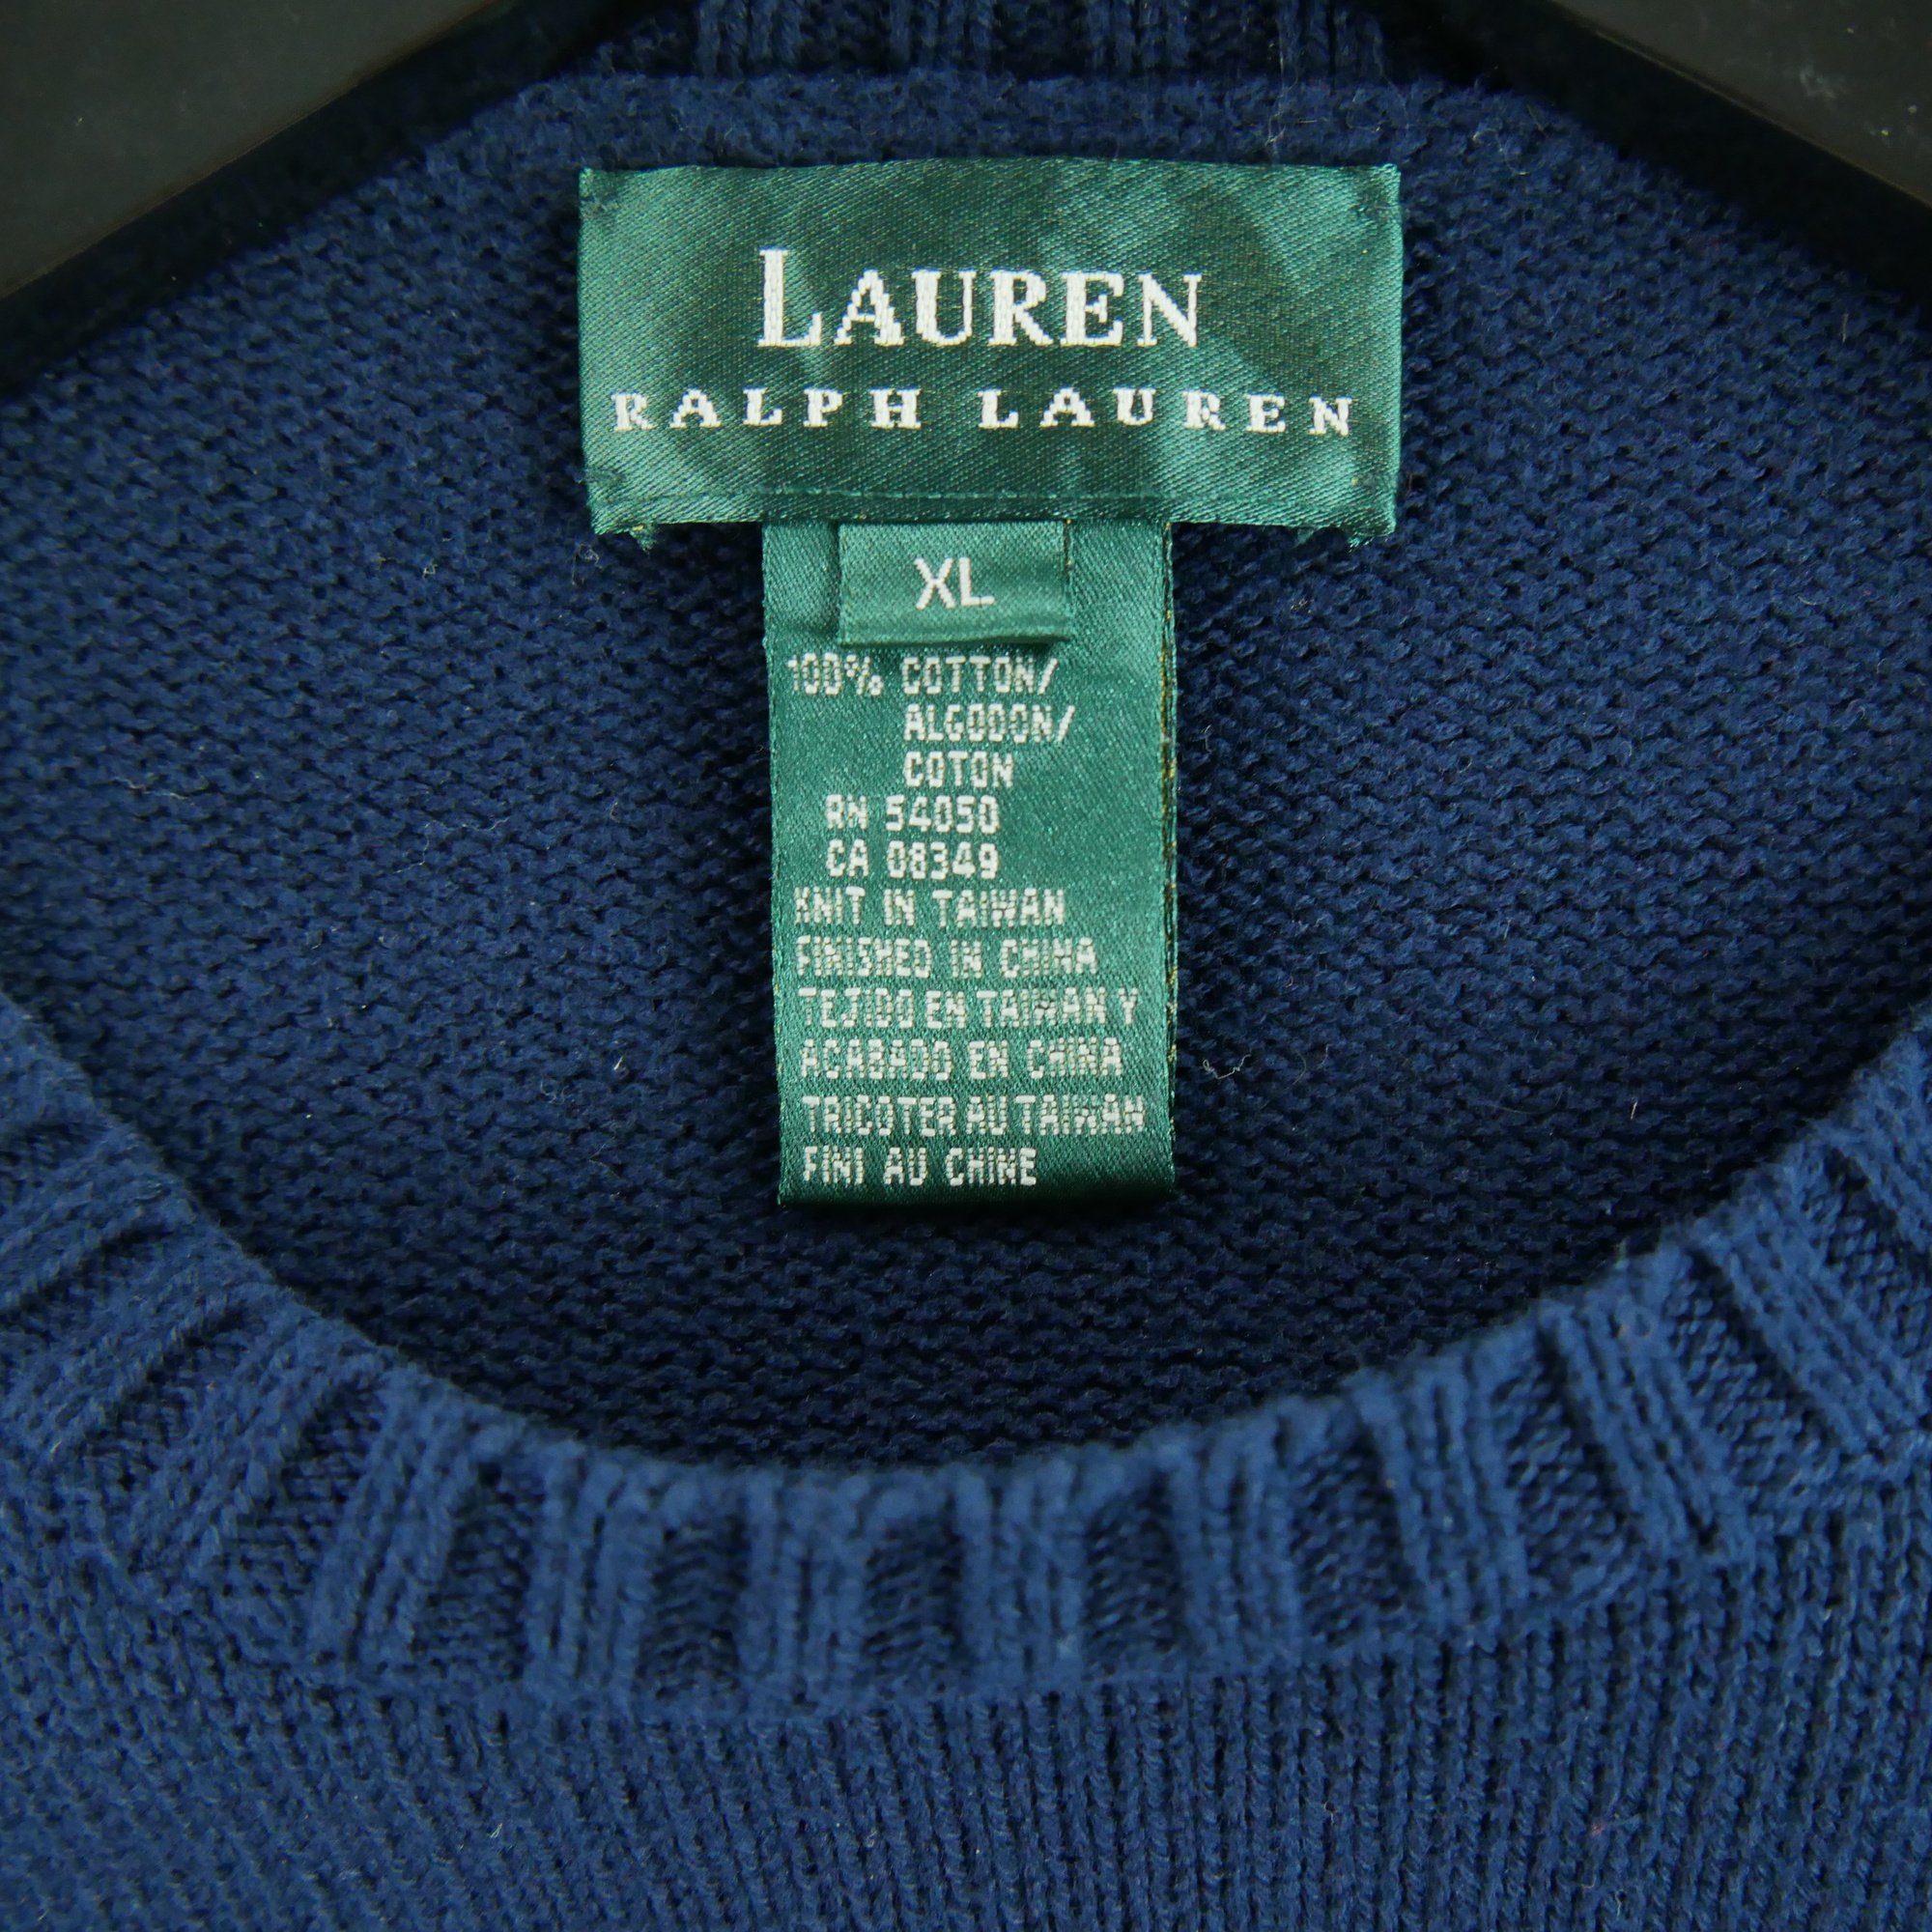 LAUREN
RALPH LAUREN
XL
100% COTTON/
ALGODON/
COTON
RN 54050
CA 08349
KNIT IN TAIWAN
FINISHED IN CHINA
TEJIDO EN TAIWAN Y
ACABADO EN CHINA
TRICOTER AU TAIWAN
FINI AU CHINE